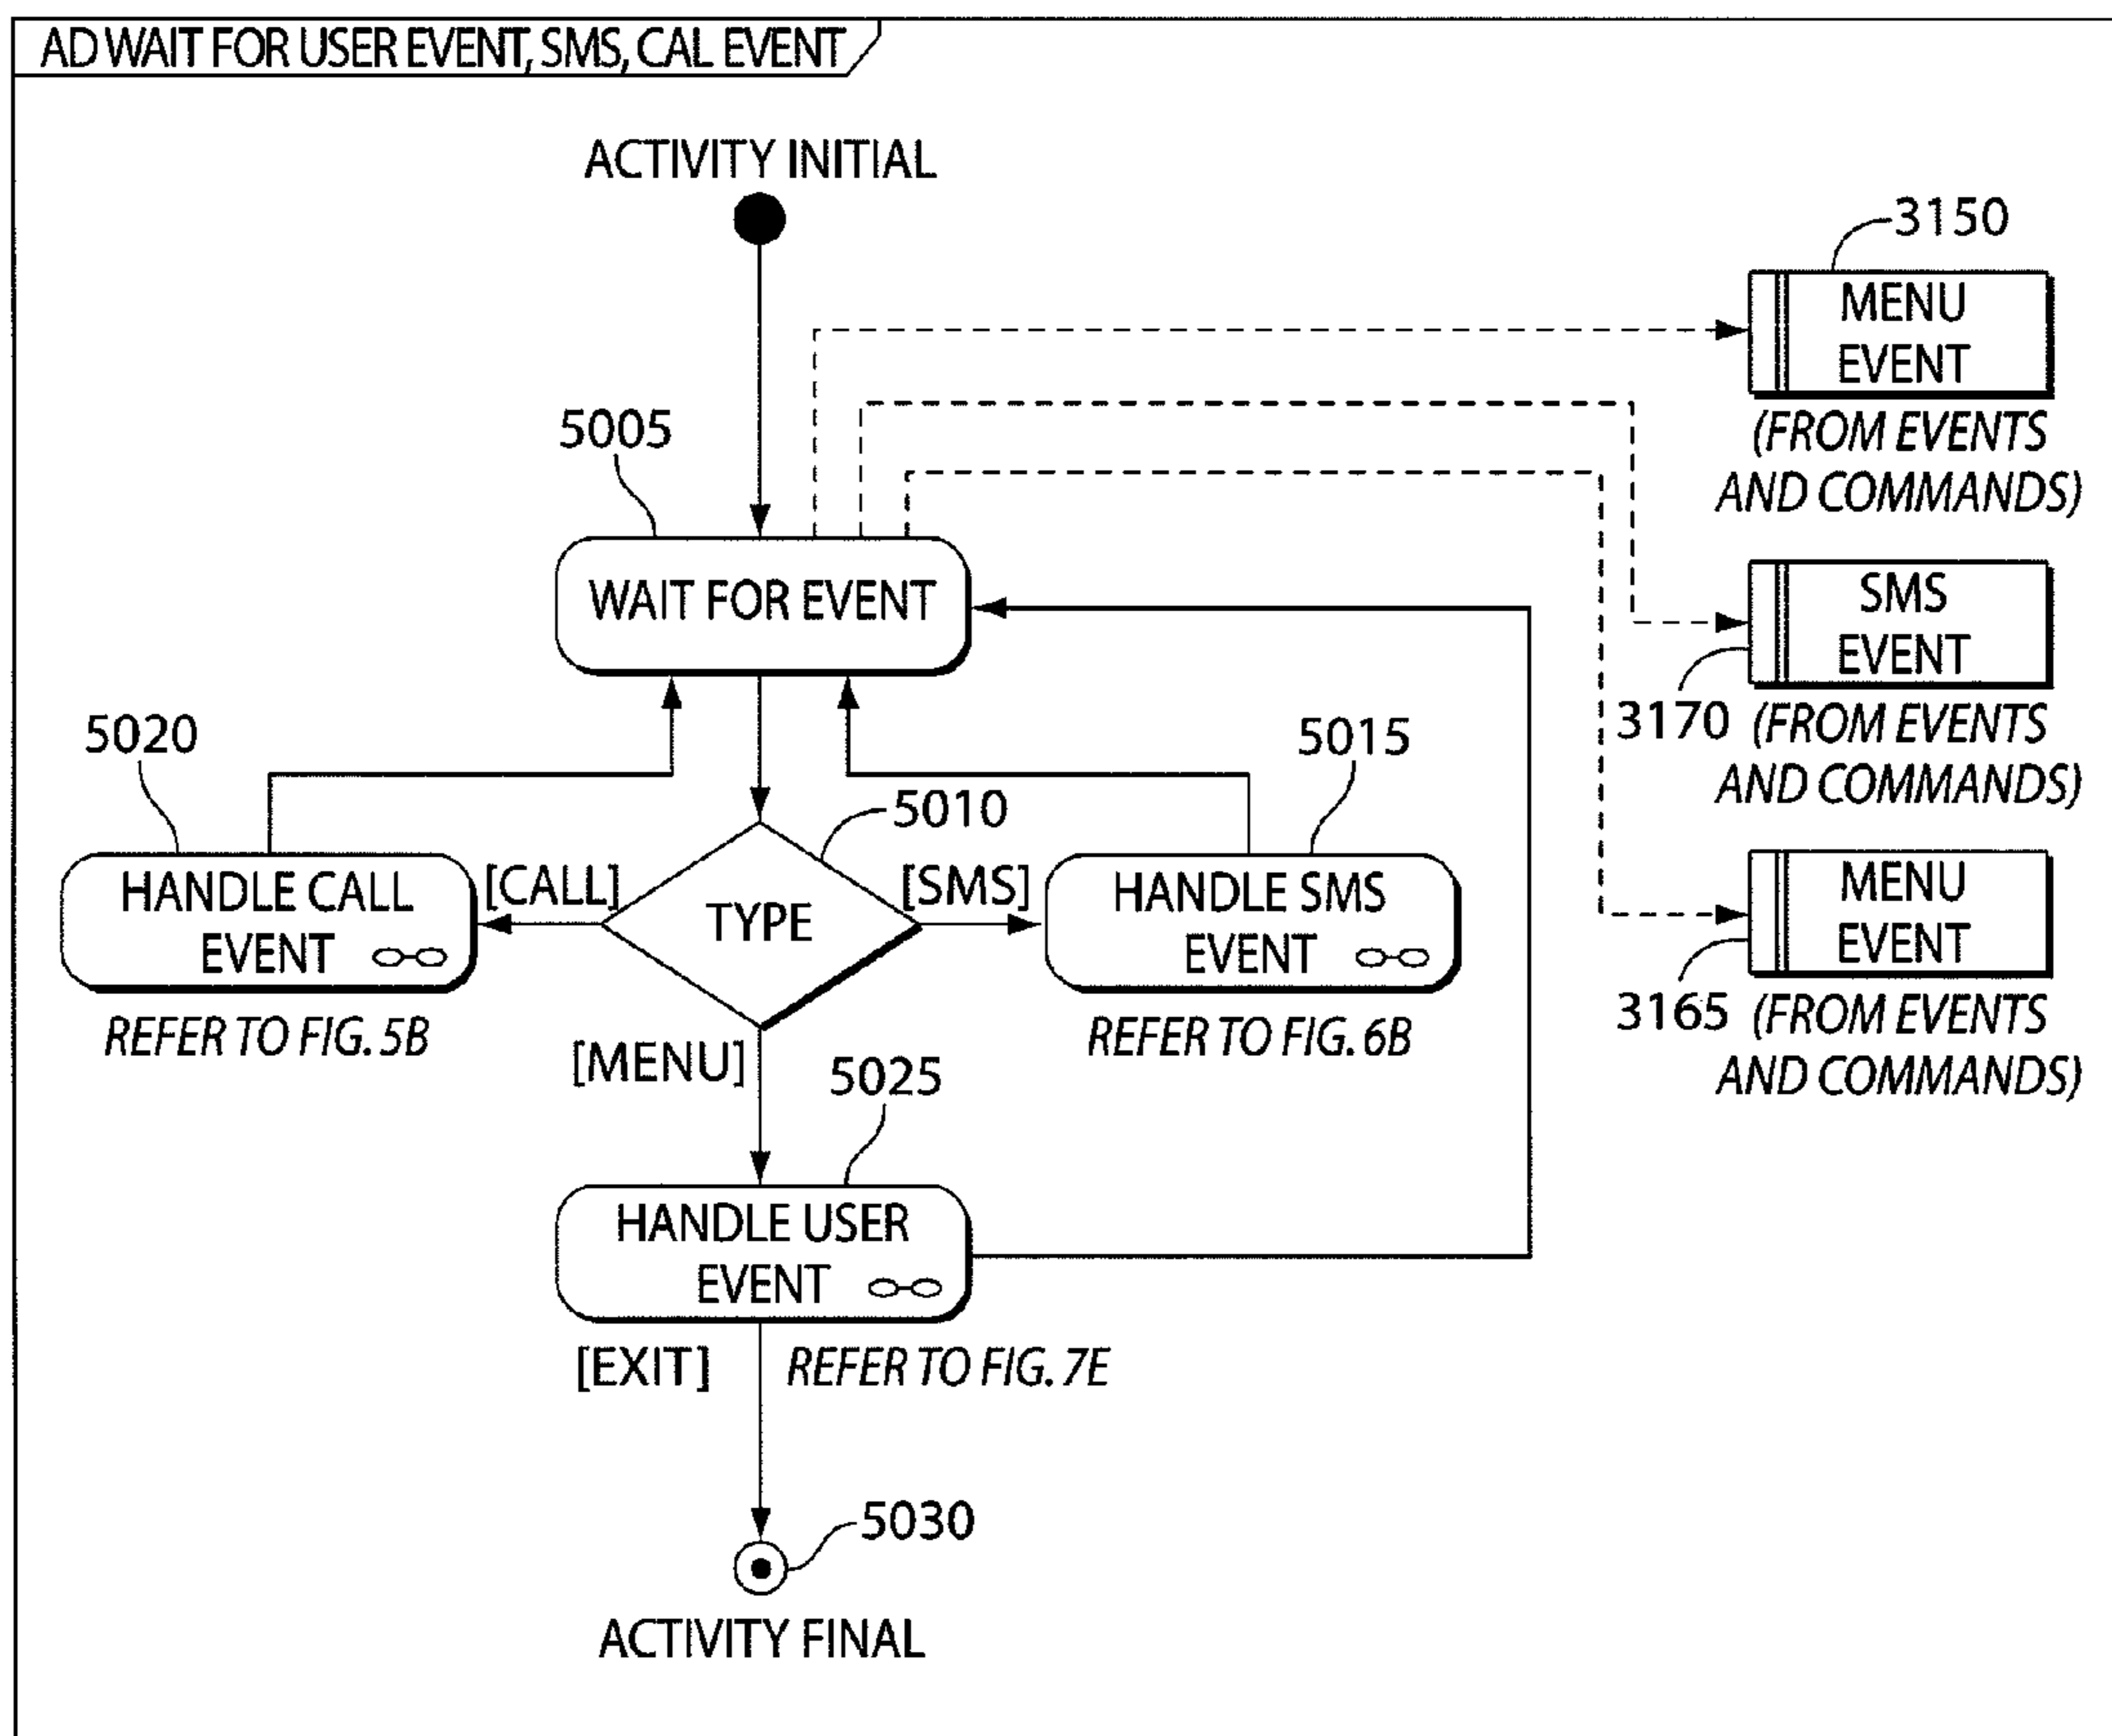 AD WAIT FOR USER EVENT, SMS, CAL EVENT
ACTIVITY INITIAL
3150
MENU
EVENT
(FROM EVENTS
AND COMMANDS)
5005
WAIT FOR EVENT
SMS
EVENT
3170 (FROM EVENTS
AND COMMANDS)
5020
5015
5010
HANDLE CALL
EVENT
[CALL]
TYPE
[SMS]
HANDLE SMS
EVENT
MENU
EVENT
3165 (FROM EVENTS
AND COMMANDS)
REFER TO FIG. 5B
REFER TO FIG. 6B
[MENU]
5025
HANDLE USER
EVENT
[EXIT]
REFER TO FIG. 7E
5030
ACTIVITY FINAL